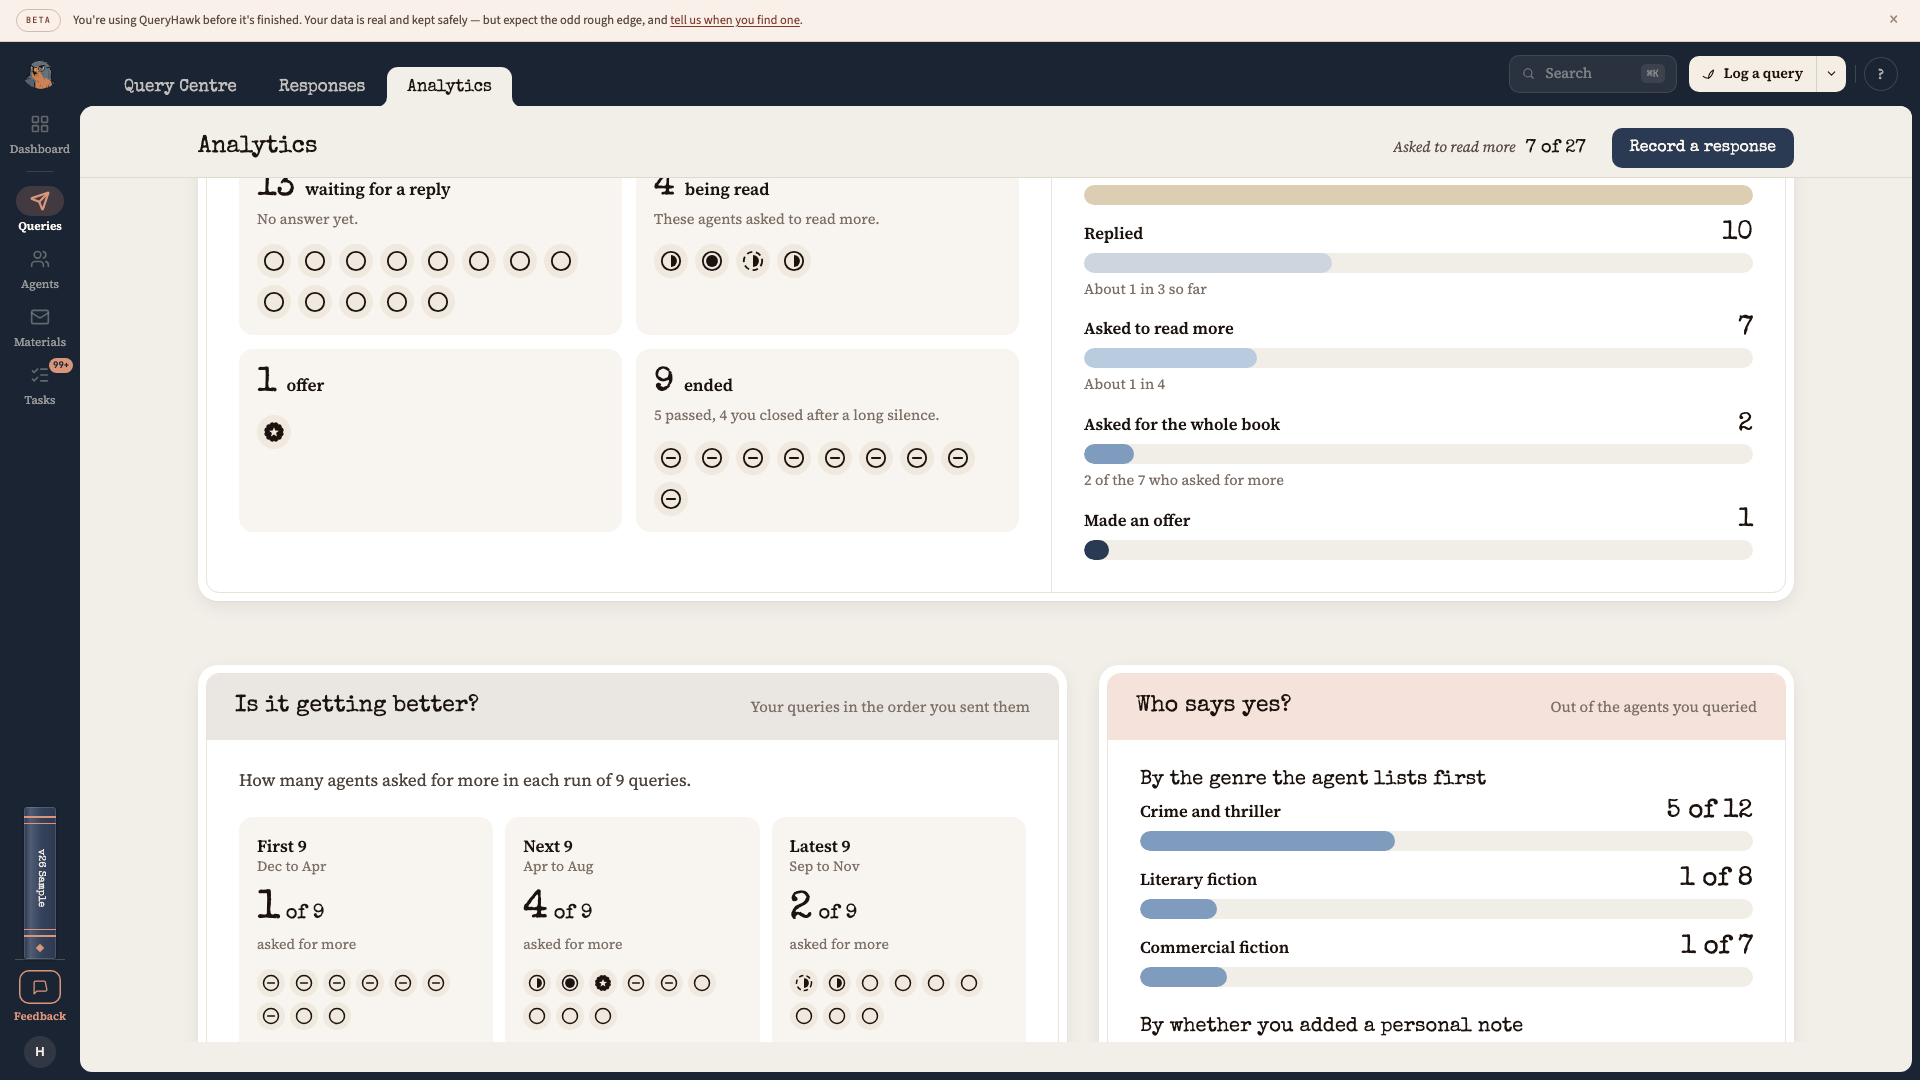 BETA You're using QueryHawk before it's finished. Your data is real and kept safely — but expect the odd rough edge, and tell us when you find one. ×
Query Centre Responses Analytics
Search ⌘K Log a query ?
Dashboard
Queries
Agents
Materials
99+
Tasks
v26 Sample
Feedback
H
Analytics
Asked to read more 7 of 27 Record a response
13 waiting for a reply
No answer yet.
4 being read
These agents asked to read more.
1 offer
9 ended
5 passed, 4 you closed after a long silence.
Replied 10
About 1 in 3 so far
Asked to read more 7
About 1 in 4
Asked for the whole book 2
2 of the 7 who asked for more
Made an offer 1
Is it getting better? Your queries in the order you sent them
How many agents asked for more in each run of 9 queries.
First 9
Dec to Apr
1 of 9
asked for more
Next 9
Apr to Aug
4 of 9
asked for more
Latest 9
Sep to Nov
2 of 9
asked for more
Who says yes? Out of the agents you queried
By the genre the agent lists first
Crime and thriller 5 of 12
Literary fiction 1 of 8
Commercial fiction 1 of 7
By whether you added a personal note